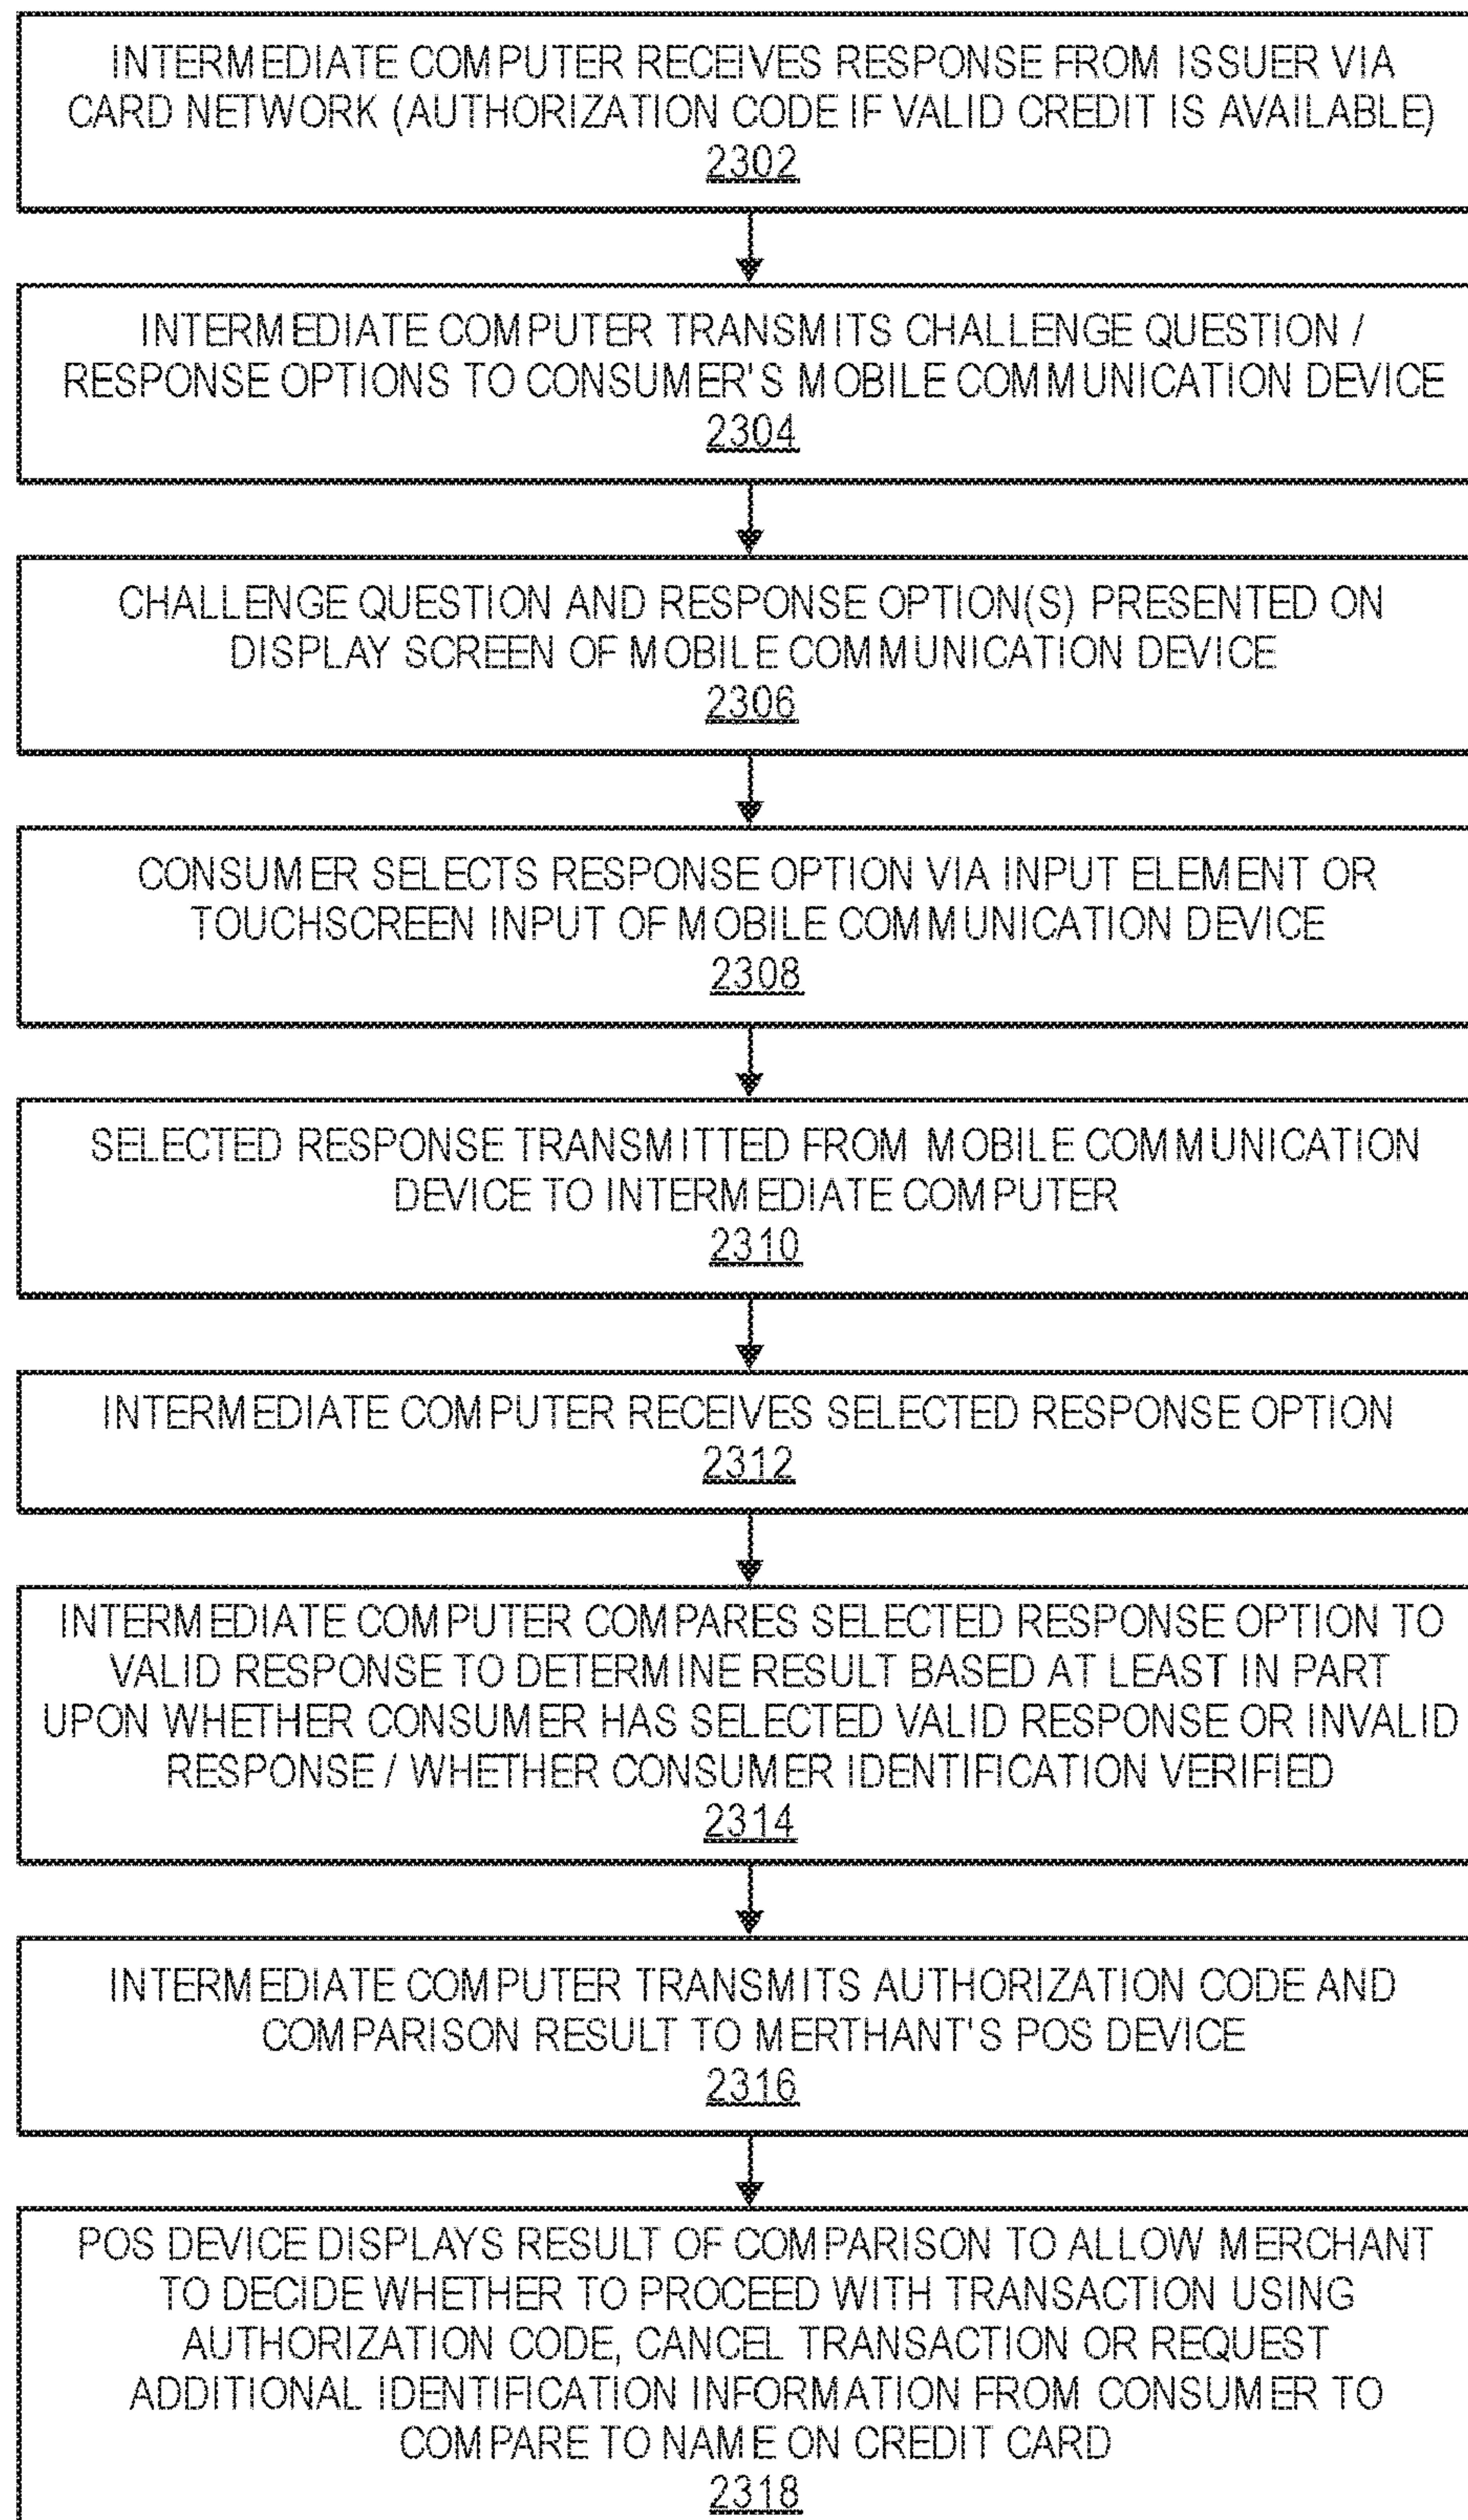 INTERMEDIATE COMPUTER RECEIVES RESPONSE FROM ISSUER VIA
CARD NETWORK (AUTHORIZATION CODE IF VALID CREDIT IS AVAILABLE)
2302
INTERMEDIATE COMPUTER TRANSMITS CHALLENGE QUESTION /
RESPONSE OPTIONS TO CONSUMER'S MOBILE COMMUNICATION DEVICE
2304
CHALLENGE QUESTION AND RESPONSE OPTION(S) PRESENTED ON
DISPLAY SCREEN OF MOBILE COMMUNICATION DEVICE
2306
CONSUMER SELECTS RESPONSE OPTION VIA INPUT ELEMENT OR
TOUCHSCREEN INPUT OF MOBILE COMMUNICATION DEVICE
2308
SELECTED RESPONSE TRANSMITTED FROM MOBILE COMMUNICATION
DEVICE TO INTERMEDIATE COMPUTER
2310
INTERMEDIATE COMPUTER RECEIVES SELECTED RESPONSE OPTION
2312
INTERMEDIATE COMPUTER COMPARES SELECTED RESPONSE OPTION TO
VALID RESPONSE TO DETERMINE RESULT BASED AT LEAST IN PART
UPON WHETHER CONSUMER HAS SELECTED VALID RESPONSE OR INVALID
RESPONSE / WHETHER CONSUMER IDENTIFICATION VERIFIED
2314
INTERMEDIATE COMPUTER TRANSMITS AUTHORIZATION CODE AND
COMPARISON RESULT TO MERTHANT'S POS DEVICE
2316
POS DEVICE DISPLAYS RESULT OF COMPARISON TO ALLOW MERCHANT
TO DECIDE WHETHER TO PROCEED WITH TRANSACTION USING
AUTHORIZATION CODE, CANCEL TRANSACTION OR REQUEST
ADDITIONAL IDENTIFICATION INFORMATION FROM CONSUMER TO
COMPARE TO NAME ON CREDIT CARD
2318